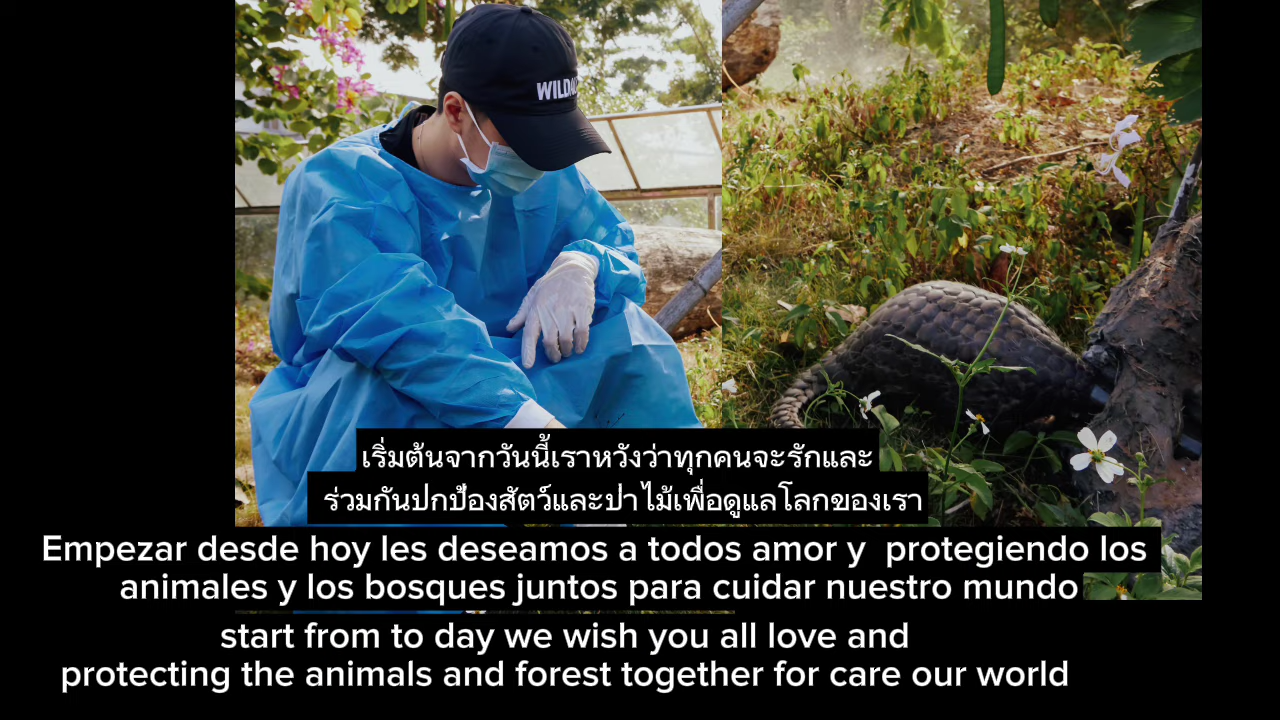 WILDA
เริ่มต้นจากวันนี้เราหวังว่าทุกคนจะรักและ
ร่วมกันปกป้องสัตว์และป่าไม้เพื่อดูแลโลกของเรา
Empezar desde hoy les deseamos a todos amor y  protegiendo los
animales y los bosques juntos para cuidar nuestro mundo
start from to day we wish you all love and
protecting the animals and forest together for care our world